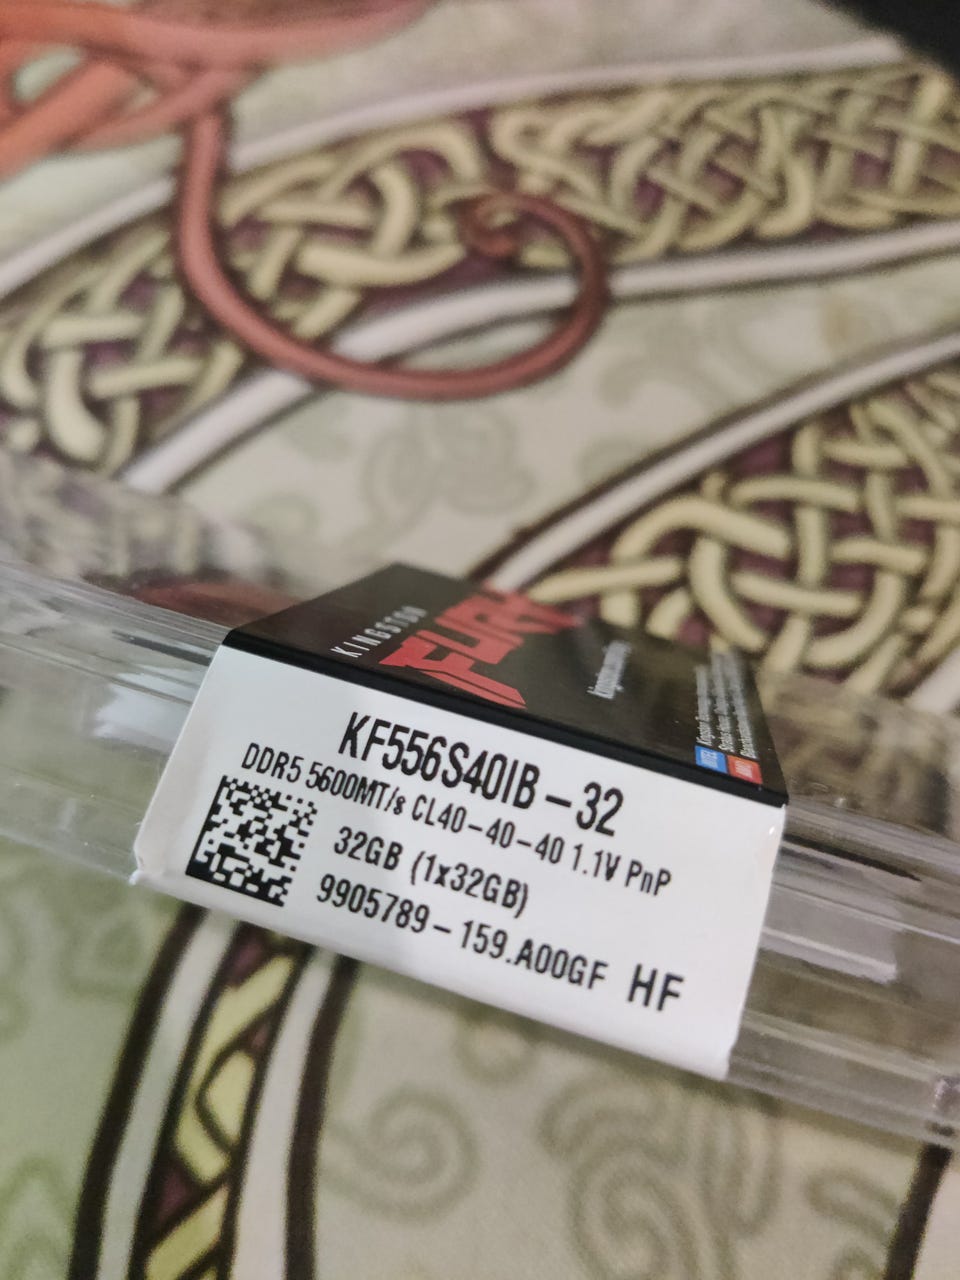 KINGSTON
FURY
KF556S40IB-32
DDR5 5600MT/s CL40-40-40 1.1V PnP
32GB (1x32GB)
9905789-159.A00GF HF